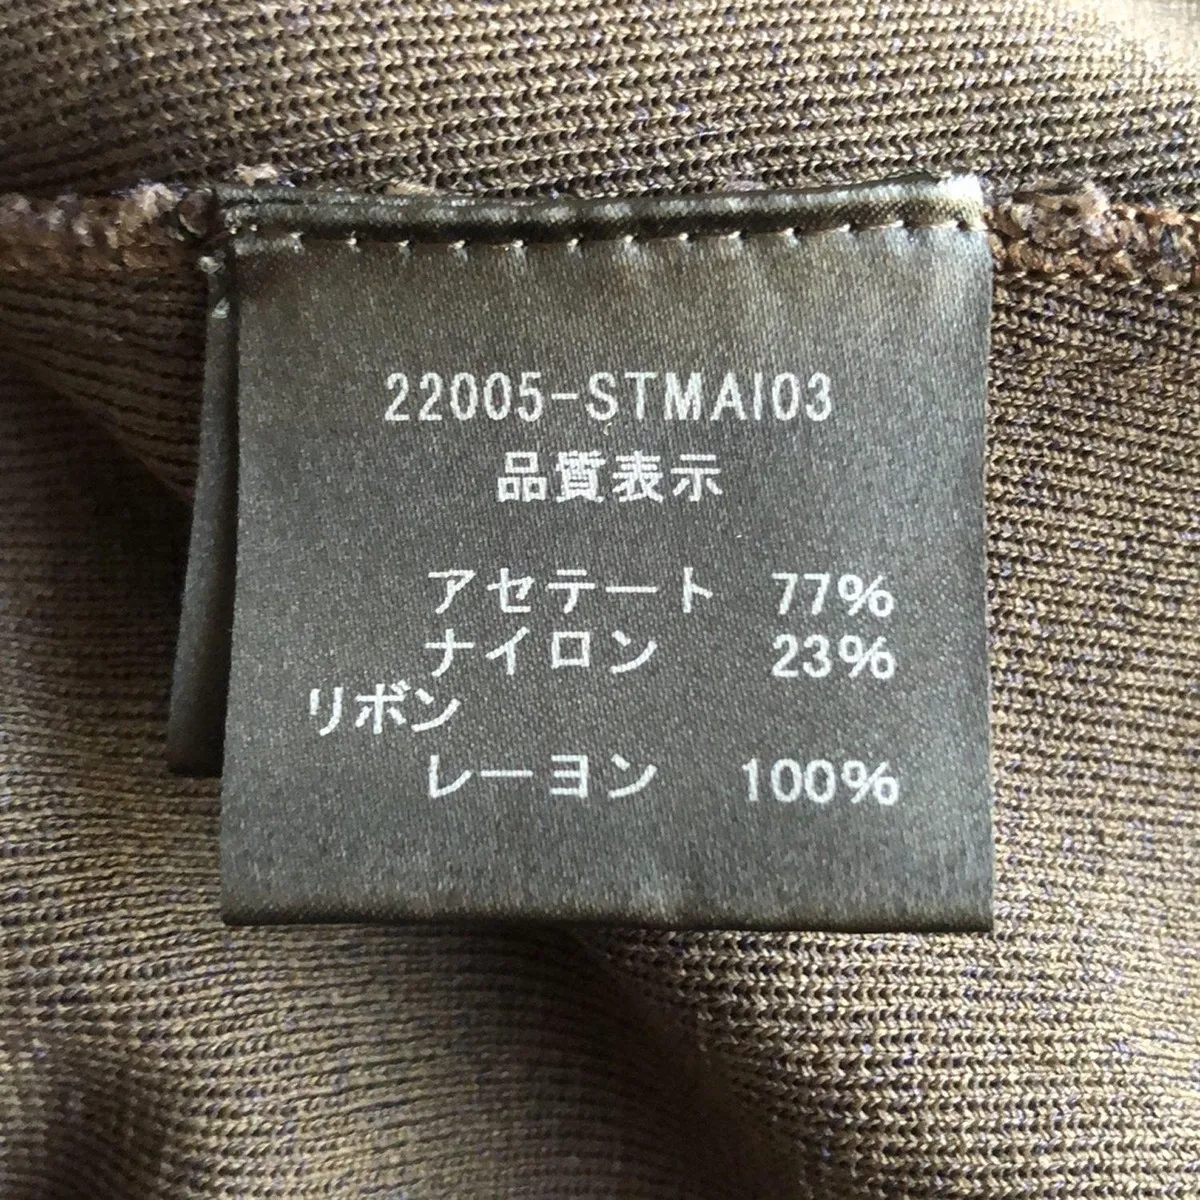 22005-STMAI03
品質表示
アセテート 77%
ナイロン 23%
リボン
レーヨン 100%